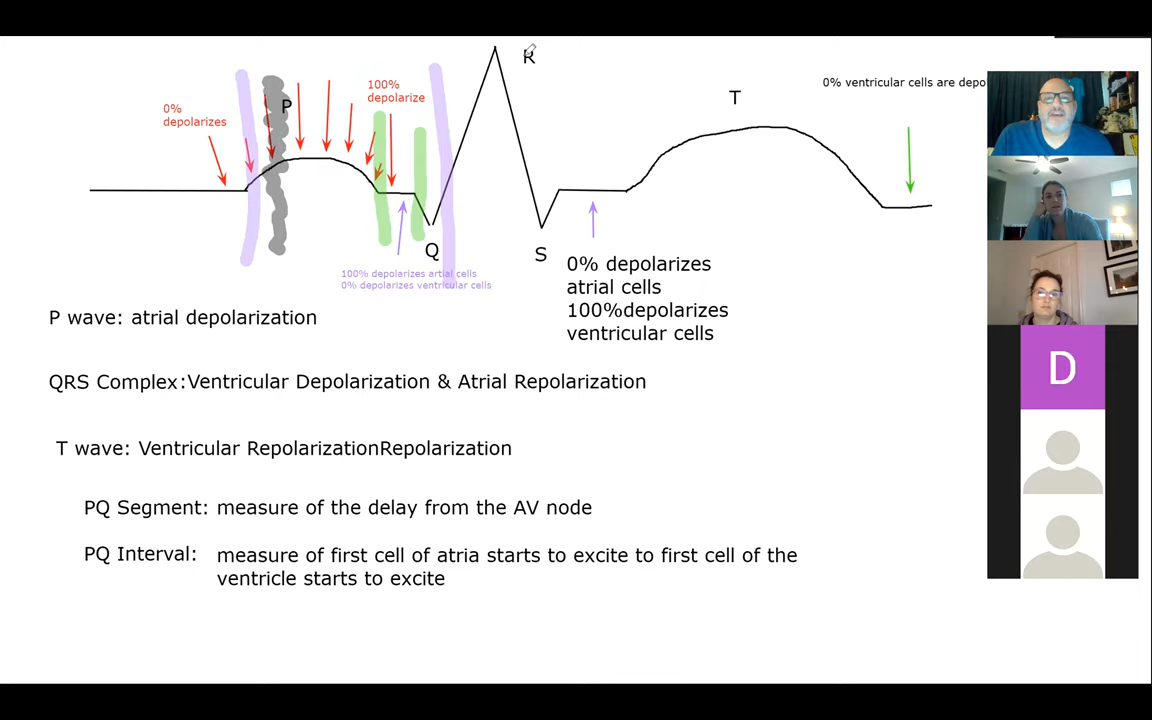 R
0% ventricular cells are depo
T
100%
depolarize
P
0%
depolarizes
Q
S
100% depolarizes artial cells
0% depolarizes ventricular cells
0% depolarizes
atrial cells
100%depolarizes
ventricular cells
P wave: atrial depolarization
QRS Complex:Ventricular Depolarization & Atrial Repolarization
T wave: Ventricular RepolarizationRepolarization
PQ Segment: measure of the delay from the AV node
PQ Interval: measure of first cell of atria starts to excite to first cell of the
ventricle starts to excite
D